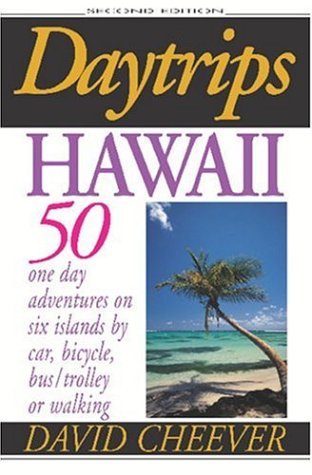 SECOND EDITION
Daytrips
HAWAII
50
one day
adventures on
six islands by
car, bicycle,
bus/trolley
or walking
DAVID CHEEVER